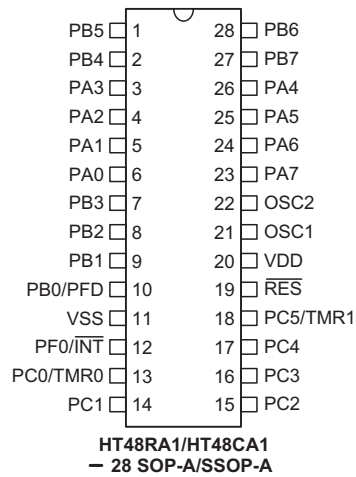 PB5 1 28 PB6
PB4 2 27 PB7
PA3 3 26 PA4
PA2 4 25 PA5
PA1 5 24 PA6
PA0 6 23 PA7
PB3 7 22 OSC2
PB2 8 21 OSC1
PB1 9 20 VDD
PB0/PFD 10 19 R̅E̅S̅
VSS 11 18 PC5/TMR1
PF0/I̅N̅T̅ 12 17 PC4
PC0/TMR0 13 16 PC3
PC1 14 15 PC2
HT48RA1/HT48CA1
– 28 SOP-A/SSOP-A